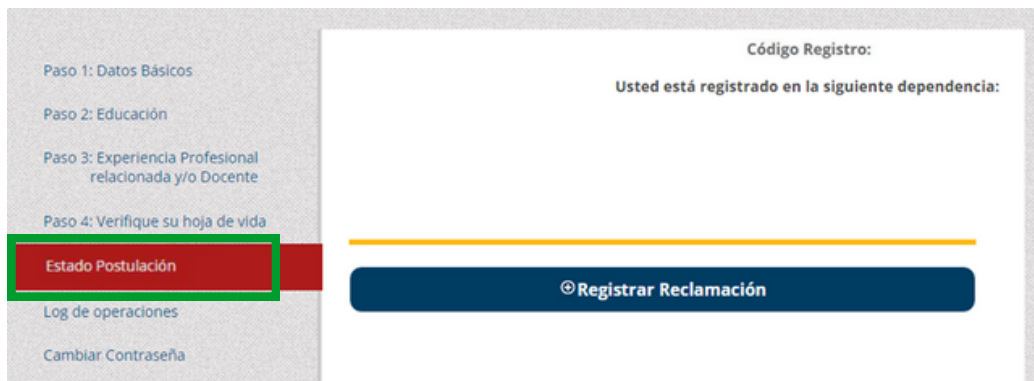 Paso 1: Datos Básicos
Paso 2: Educación
Paso 3: Experiencia Profesional
relacionada y/o Docente
Paso 4: Verifique su hoja de vida
Estado Postulación
Log de operaciones
Cambiar Contraseña
Código Registro:
Usted está registrado en la siguiente dependencia:
Registrar Reclamación